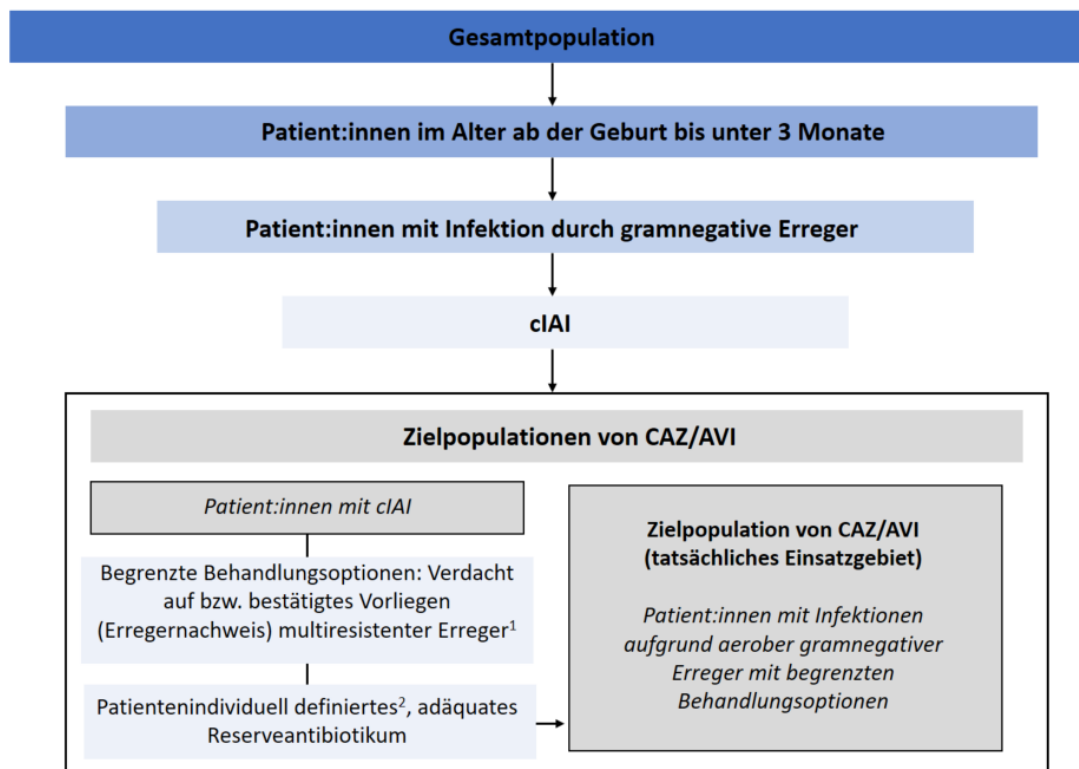 Gesamtpopulation
Patient:innen im Alter ab der Geburt bis unter 3 Monate
Patient:innen mit Infektion durch gramnegative Erreger
cIAI
Zielpopulationen von CAZ/AVI
Patient:innen mit cIAI
Begrenzte Behandlungsoptionen: Verdacht
auf bzw. bestätigtes Vorliegen
(Erregernachweis) multiresistenter Erreger¹
Patientenindividuell definiertes², adäquates
Reserveantibiotikum
Zielpopulation von CAZ/AVI
(tatsächliches Einsatzgebiet)
Patient:innen mit Infektionen
aufgrund aerober gramnegativer
Erreger mit begrenzten
Behandlungsoptionen